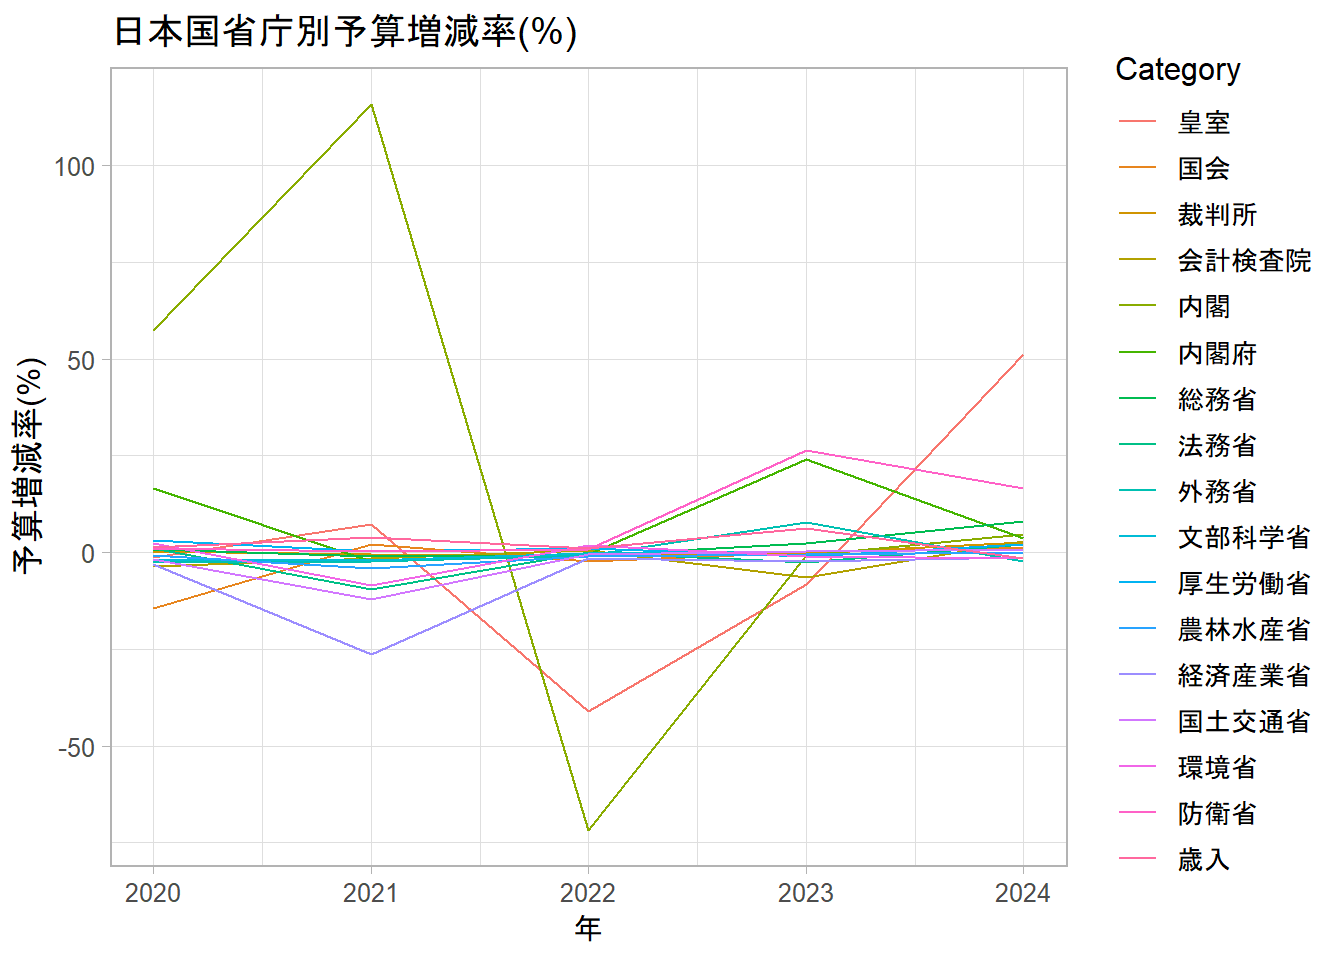 日本国省庁別予算増減率(%)
予算増減率(%)
100
50
0
-50
2020 2021 2022 2023 2024
年
Category
皇室
国会
裁判所
会計検査院
内閣
内閣府
総務省
法務省
外務省
文部科学省
厚生労働省
農林水産省
経済産業省
国土交通省
環境省
防衛省
歳入